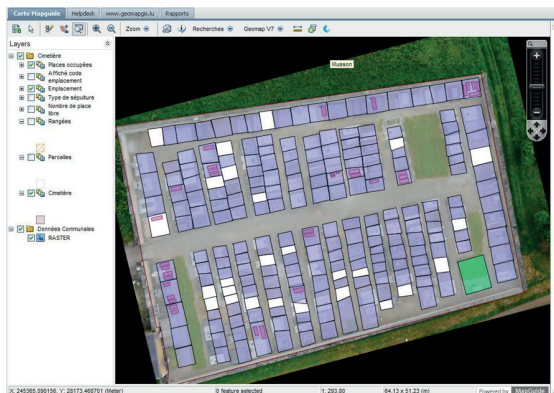 Carte Mapguide Helpdesk www.geomapgis.lu Rapports
Zoom Recherches Geomap V7
Layers
Cimetière
Places occupées
Affiché code
emplacement
Emplacement
Type de sépulture
Nombre de place
libre
Rangées
Parcelles
Cimetière
Données Communales
RASTER
Musson
X: 245365.090156, Y: 28173.468701 (Meter) 0 feature selected 1: 293.80 64.13 x 51.23 (m) Powered by MapGuide